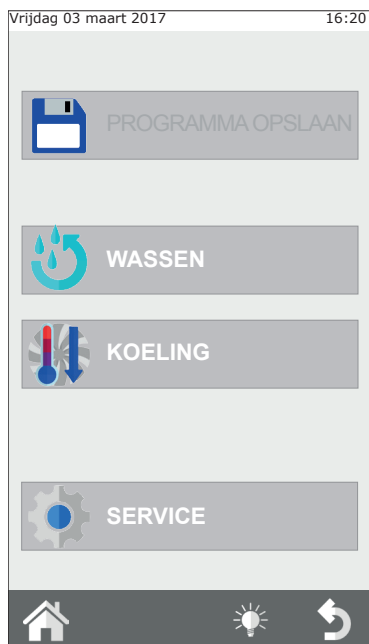 Vrijdag 03 maart 2017 16:20
PROGRAMMA OPSLAAN
WASSEN
KOELING
SERVICE